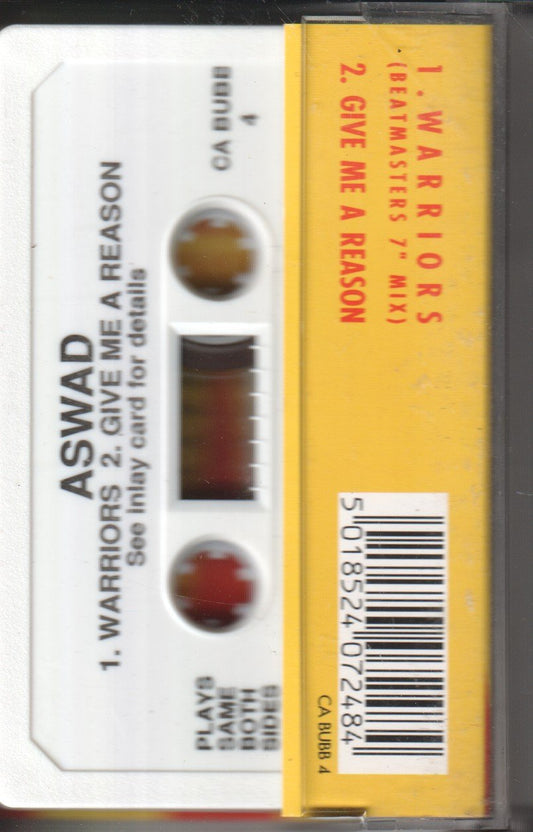 ASWAD
1. WARRIORS 2. GIVE ME A REASON
See Inlay card for details
CA BUBB
4
PLAYS
SAME
BOTH
SIDES
1. WARRIORS
(BEATMASTERS 7" MIX)
2. GIVE ME A REASON
5 018524 072484
CA BUBB 4